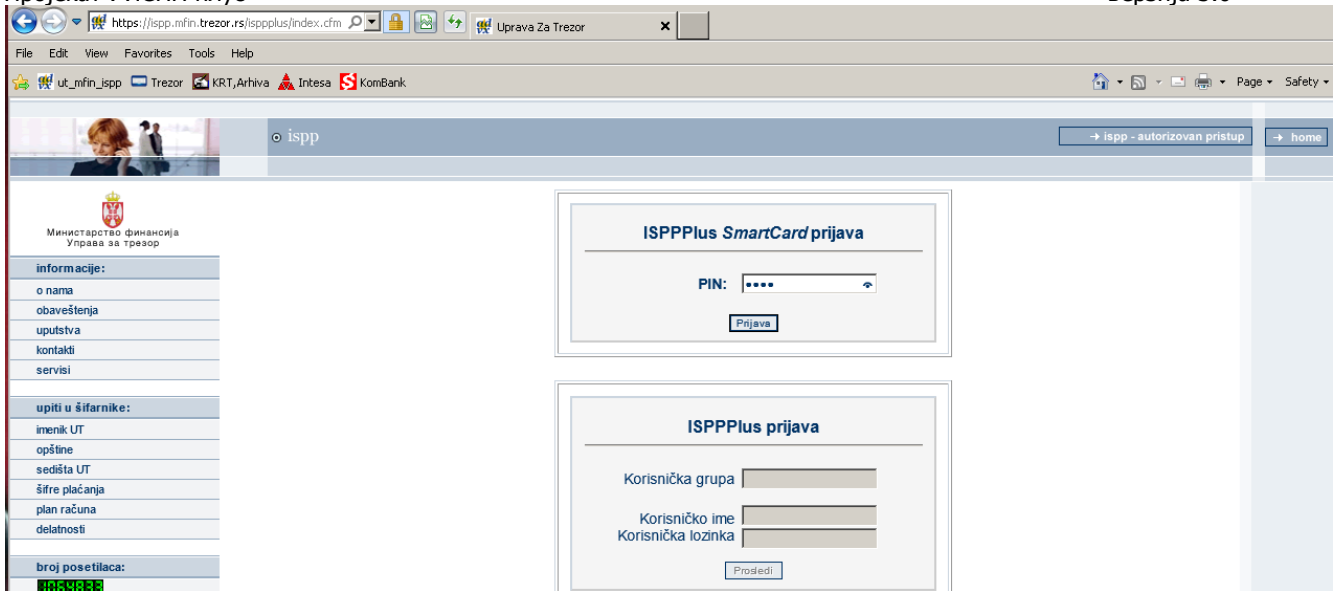 https://ispp.mfin.trezor.rs/isppplus/index.cfm
Uprava Za Trezor
File Edit View Favorites Tools Help
ut_mfin_ispp Trezor KRT,Arhiva Intesa KomBank
Page Safety
ispp
ispp - autorizovan pristup
home
Министарство финансија
Управа за трезор
informacije:
o nama
obaveštenja
uputstva
kontakti
servisi
upiti u šifarnike:
imenik UT
opštine
sedišta UT
šifre plaćanja
plan računa
delatnosti
broj posetilaca:
ISPPPlus SmartCard prijava
PIN: ••••
Prijava
ISPPPlus prijava
Korisnička grupa
Korisničko ime
Korisnička lozinka
Prosledi